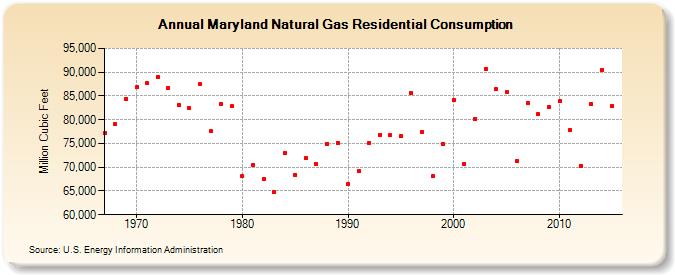 Annual Maryland Natural Gas Residential Consumption
Million Cubic Feet
95,000
90,000
85,000
80,000
75,000
70,000
65,000
60,000
1970 1980 1990 2000 2010
Source: U.S. Energy Information Administration